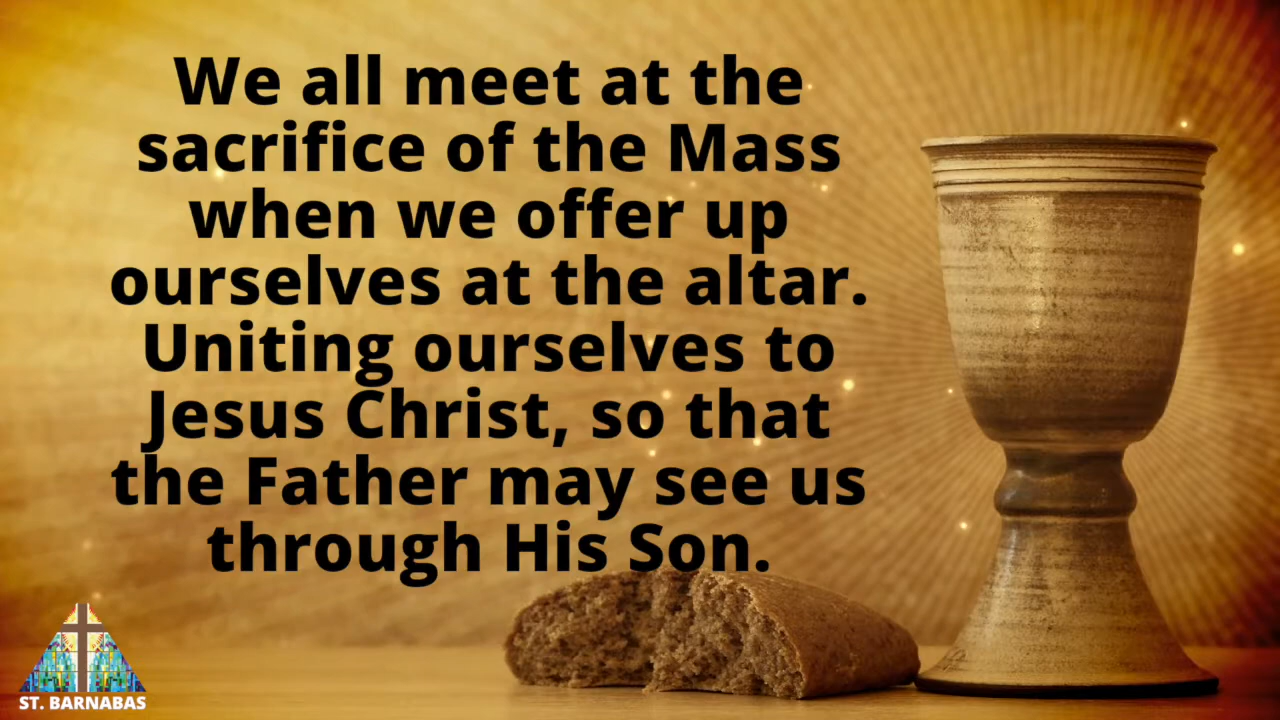 We all meet at the
sacrifice of the Mass
when we offer up
ourselves at the altar.
Uniting ourselves to
Jesus Christ, so that
the Father may see us
through His Son.
ST. BARNABAS